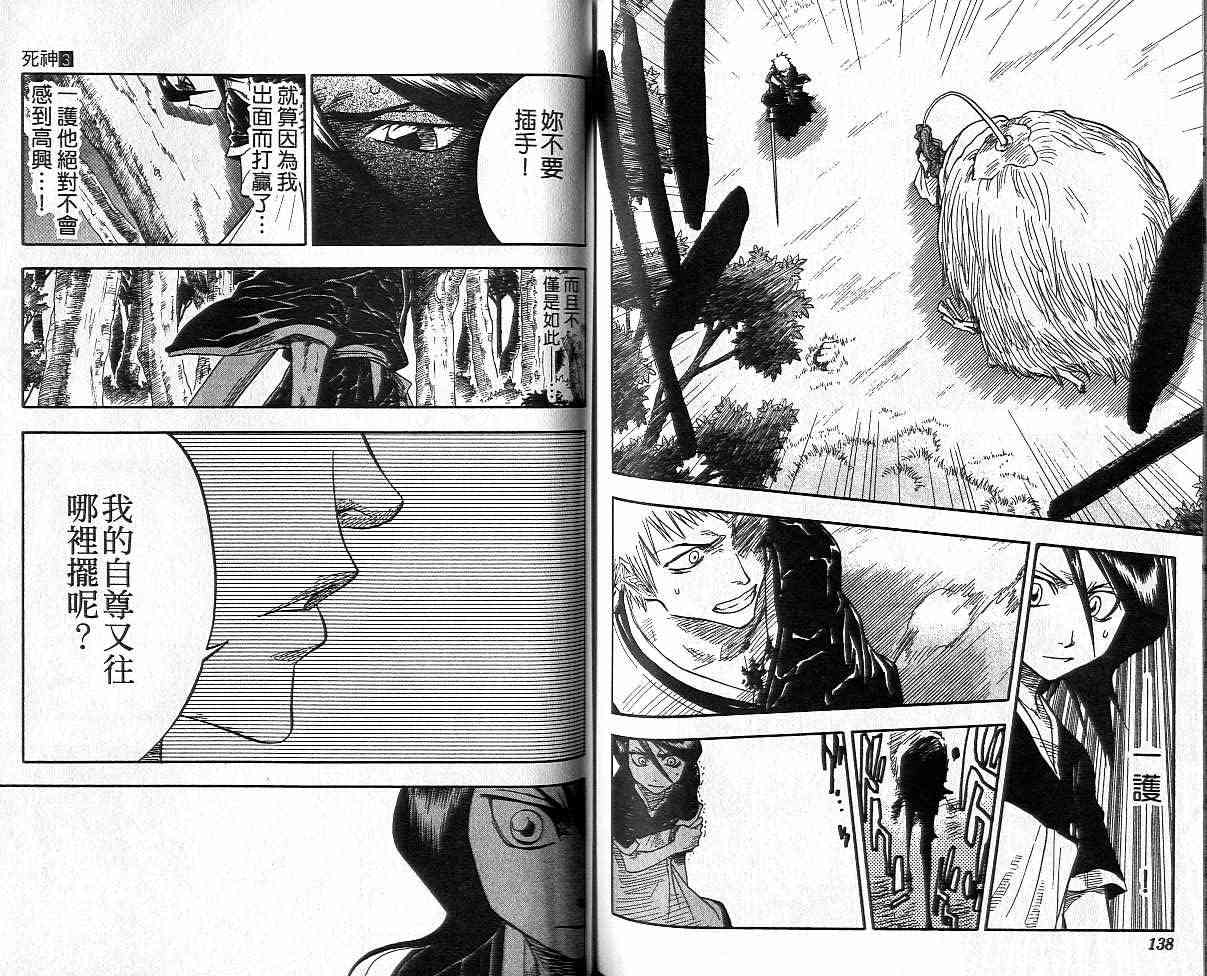 一護——！
138
死神3
妳不要
插手！
就算因為我
出面而打贏了…
一護他絕對不會
感到高興…！
而且不
僅是如此——…
我的自尊又往
哪裡擺呢？